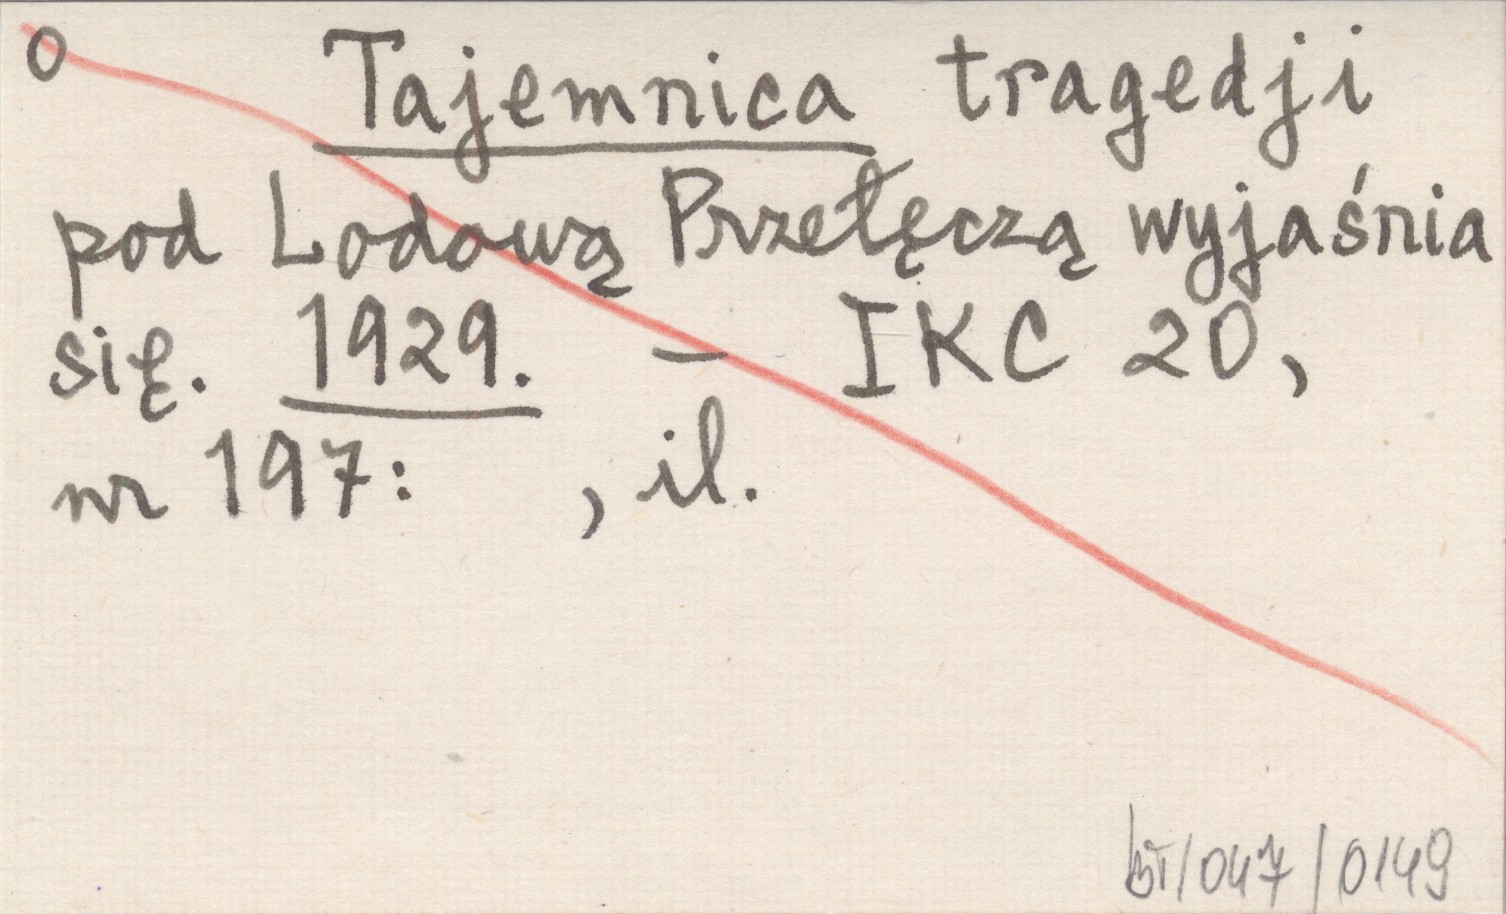 o Tajemnica tragedji
pod Lodową Przełęczą wyjaśnia
się. 1929. – IKC 20,
nr 197: , il.
bT/047/0149